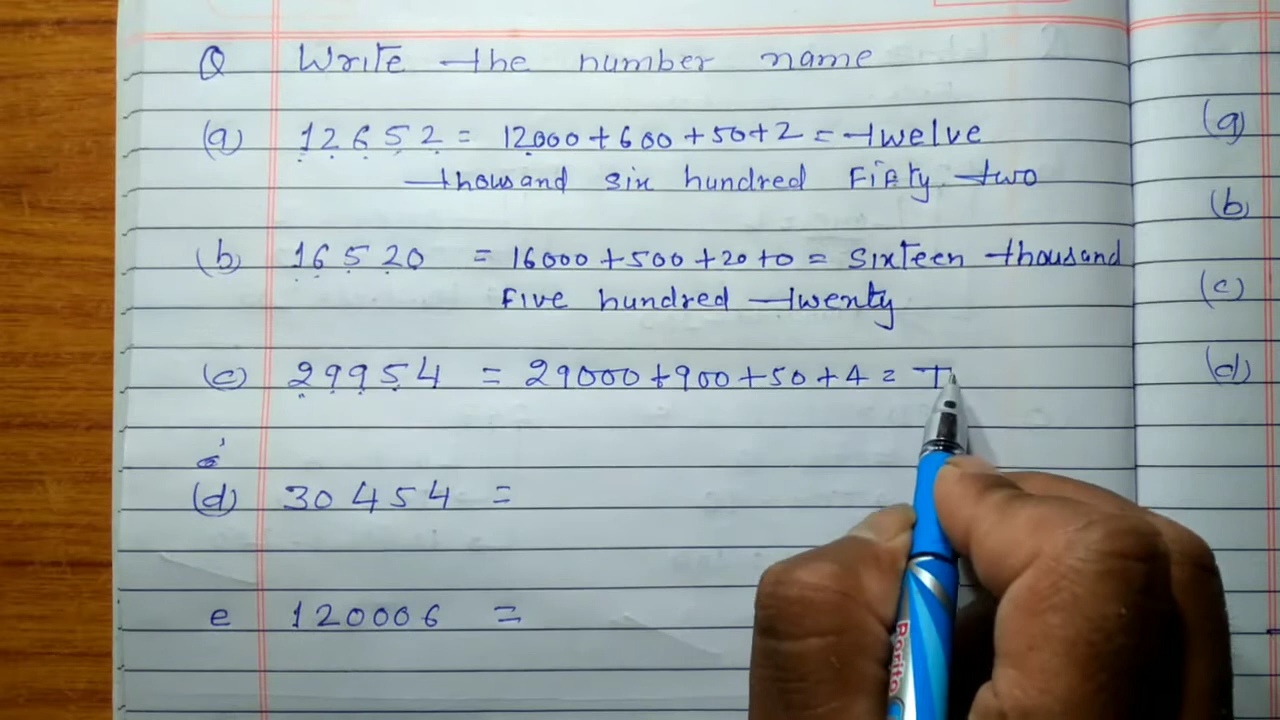 Q Write the number name
(a) 12652 = 12000+600+50+2 = twelve
thousand six hundred Fifty two
(b) 16520 = 16000+500+20+0 = Sixteen thousand
Five hundred twenty
(c) 29954 = 29000+900+50+4 = T
(d) 30454 =
e 120006 =
(g)
(b)
(c)
(d)
Rorito